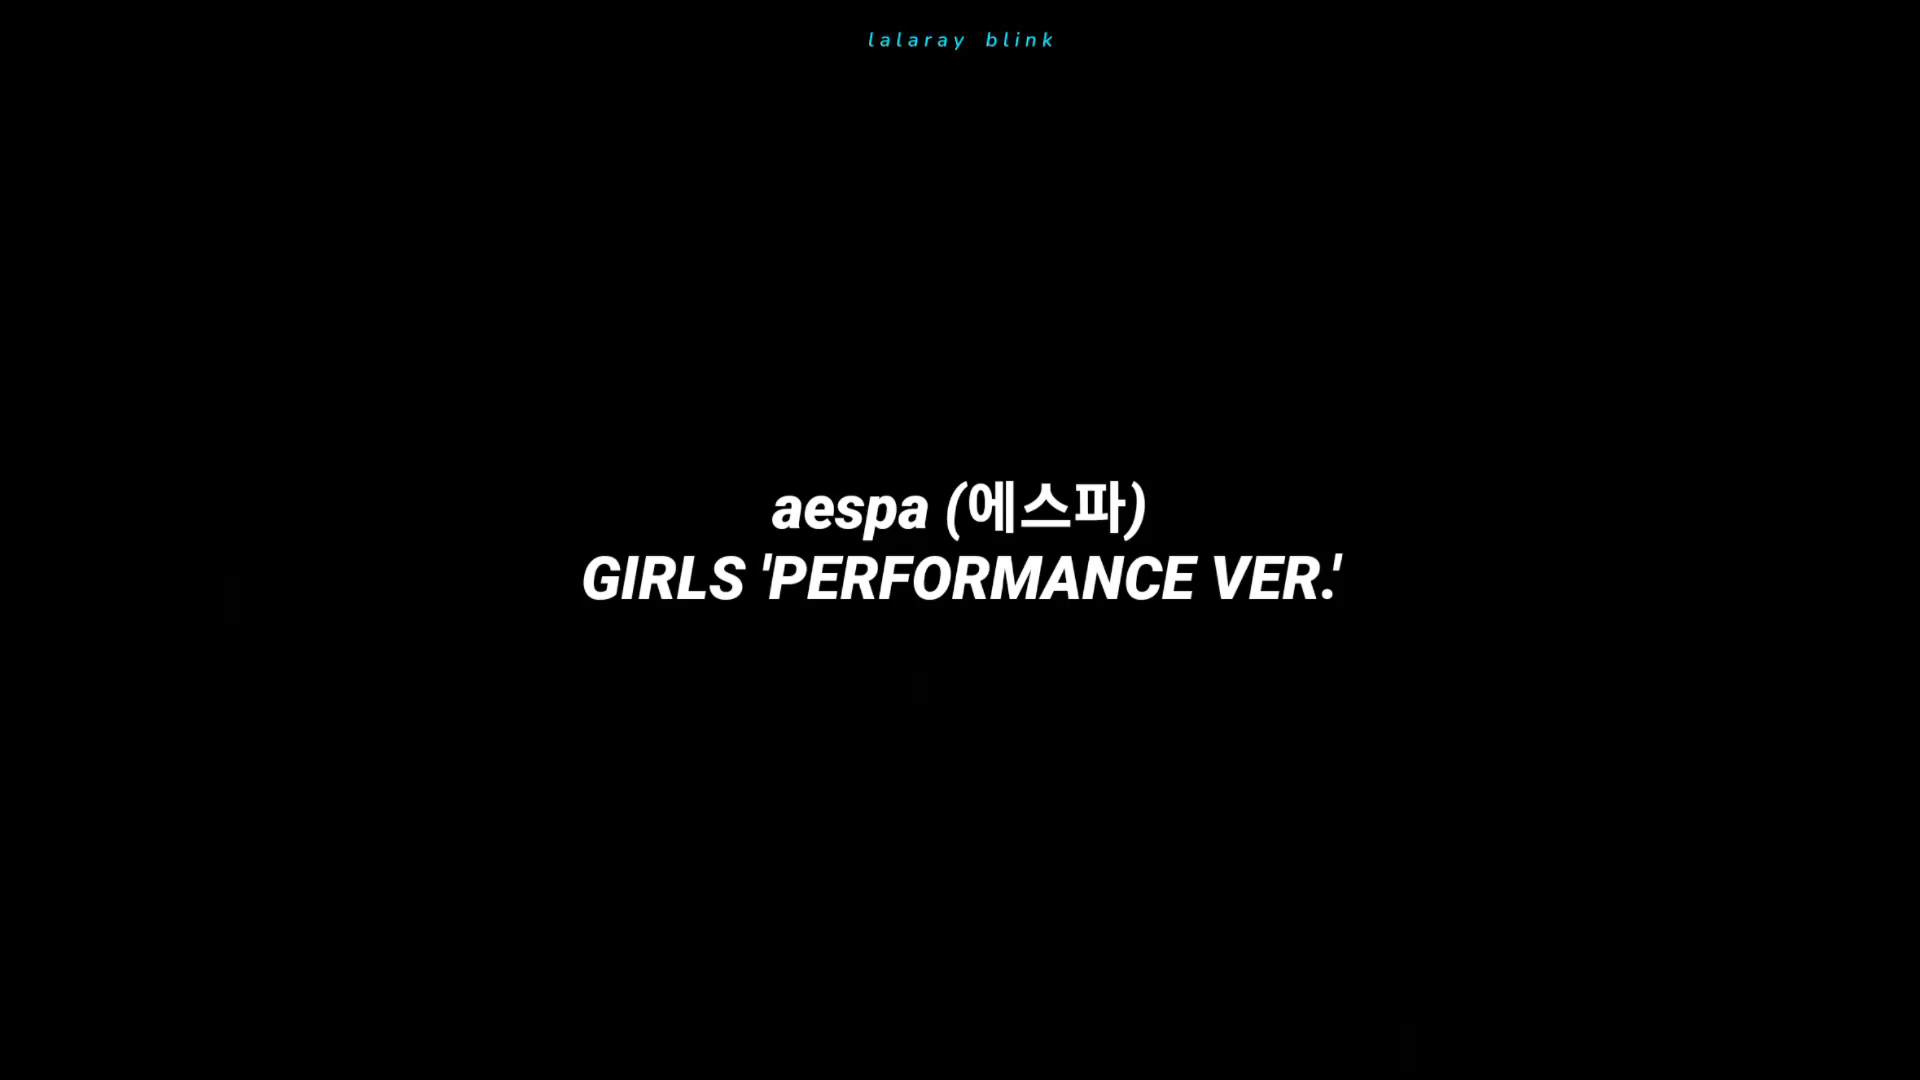 lalaray blink
aespa (에스파)
GIRLS 'PERFORMANCE VER.'